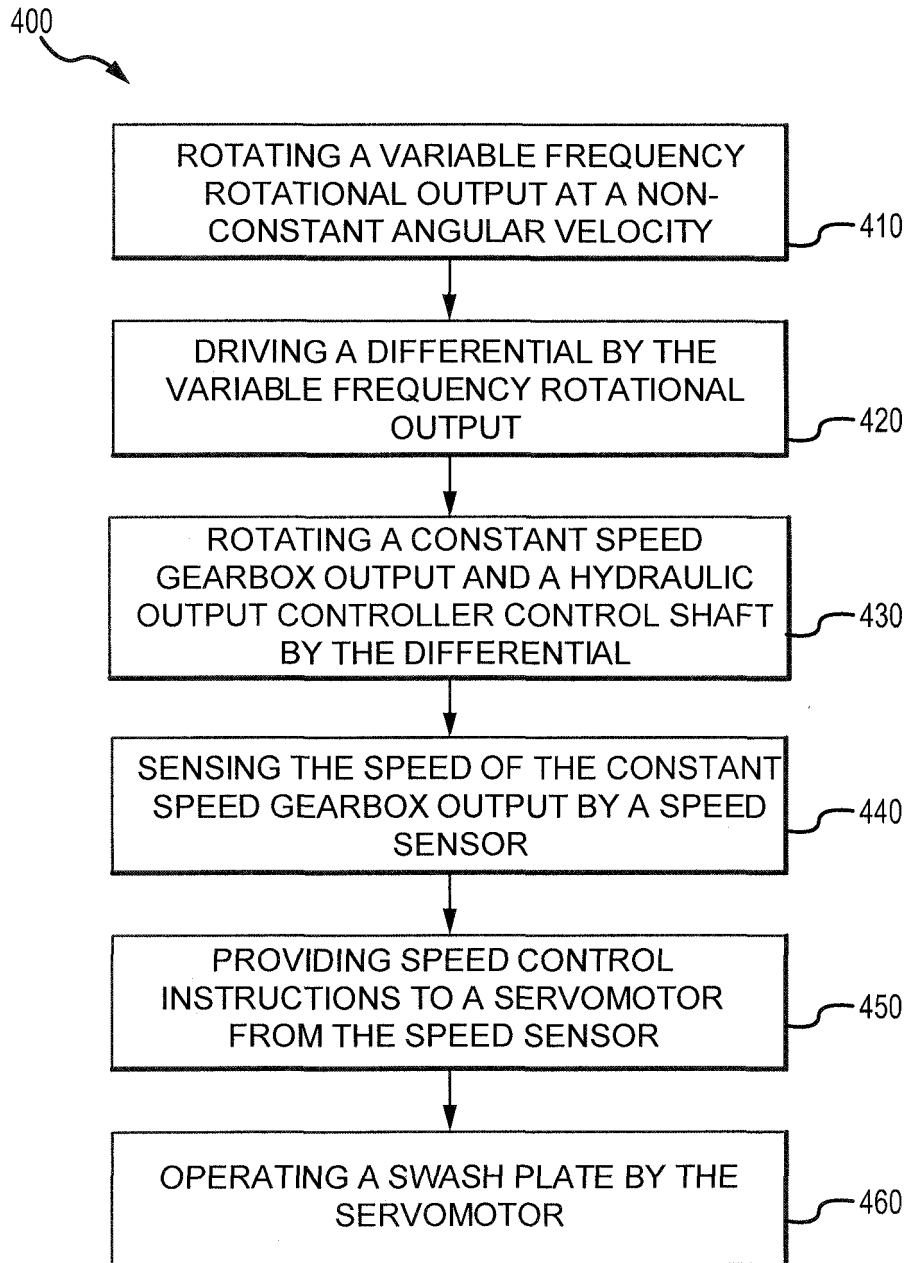 400
ROTATING A VARIABLE FREQUENCY
ROTATIONAL OUTPUT AT A NON-
CONSTANT ANGULAR VELOCITY
410
DRIVING A DIFFERENTIAL BY THE
VARIABLE FREQUENCY ROTATIONAL
OUTPUT
420
ROTATING A CONSTANT SPEED
GEARBOX OUTPUT AND A HYDRAULIC
OUTPUT CONTROLLER CONTROL SHAFT
BY THE DIFFERENTIAL
430
SENSING THE SPEED OF THE CONSTANT
SPEED GEARBOX OUTPUT BY A SPEED
SENSOR
440
PROVIDING SPEED CONTROL
INSTRUCTIONS TO A SERVOMOTOR
FROM THE SPEED SENSOR
450
OPERATING A SWASH PLATE BY THE
SERVOMOTOR
460